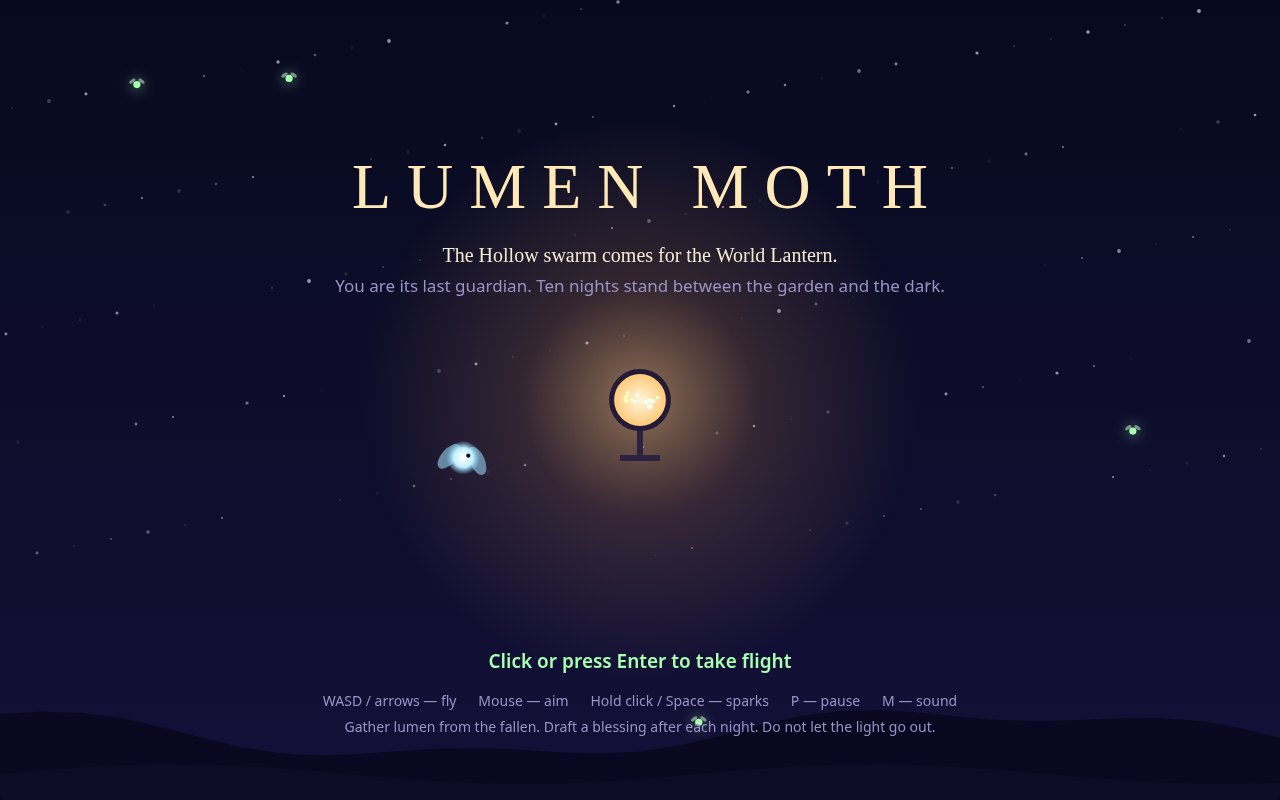 LUMEN MOTH
The Hollow swarm comes for the World Lantern.
You are its last guardian. Ten nights stand between the garden and the dark.
Click or press Enter to take flight
WASD / arrows — fly Mouse — aim Hold click / Space — sparks P — pause M — sound
Gather lumen from the fallen. Draft a blessing after each night. Do not let the light go out.